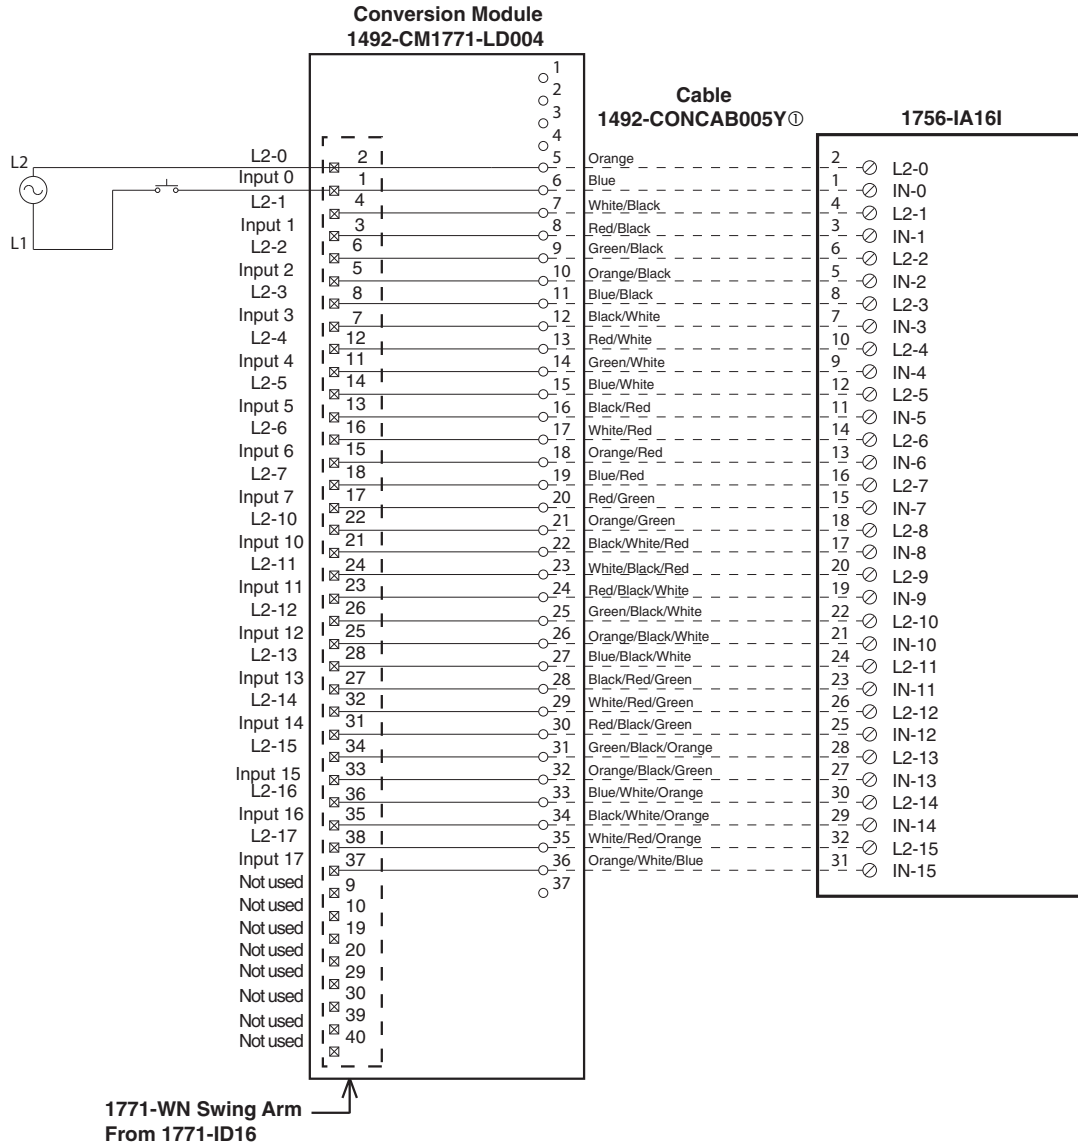 Conversion Module
1492-CM1771-LD004
Cable
1492-CONCAB005Y①
1756-IA16I
1
2
3
4
L2
L1
L2-0 2 5 Orange 2 L2-0
Input 0 1 6 Blue 1 IN-0
L2-1 4 7 White/Black 4 L2-1
Input 1 3 8 Red/Black 3 IN-1
L2-2 6 9 Green/Black 6 L2-2
Input 2 5 10 Orange/Black 5 IN-2
L2-3 8 11 Blue/Black 8 L2-3
Input 3 7 12 Black/White 7 IN-3
L2-4 12 13 Red/White 10 L2-4
Input 4 11 14 Green/White 9 IN-4
L2-5 14 15 Blue/White 12 L2-5
Input 5 13 16 Black/Red 11 IN-5
L2-6 16 17 White/Red 14 L2-6
Input 6 15 18 Orange/Red 13 IN-6
L2-7 18 19 Blue/Red 16 L2-7
Input 7 17 20 Red/Green 15 IN-7
L2-10 22 21 Orange/Green 18 L2-8
Input 10 21 22 Black/White/Red 17 IN-8
L2-11 24 23 White/Black/Red 20 L2-9
Input 11 23 24 Red/Black/White 19 IN-9
L2-12 26 25 Green/Black/White 22 L2-10
Input 12 25 26 Orange/Black/White 21 IN-10
L2-13 28 27 Blue/Black/White 24 L2-11
Input 13 27 28 Black/Red/Green 23 IN-11
L2-14 32 29 White/Red/Green 26 L2-12
Input 14 31 30 Red/Black/Green 25 IN-12
L2-15 34 31 Green/Black/Orange 28 L2-13
Input 15 33 32 Orange/Black/Green 27 IN-13
L2-16 36 33 Blue/White/Orange 30 L2-14
Input 16 35 34 Black/White/Orange 29 IN-14
L2-17 38 35 White/Red/Orange 32 L2-15
Input 17 37 36 Orange/White/Blue 31 IN-15
Not used 9 37
Not used 10
Not used 19
Not used 20
Not used 29
Not used 30
Not used 39
Not used 40
1771-WN Swing Arm
From 1771-ID16